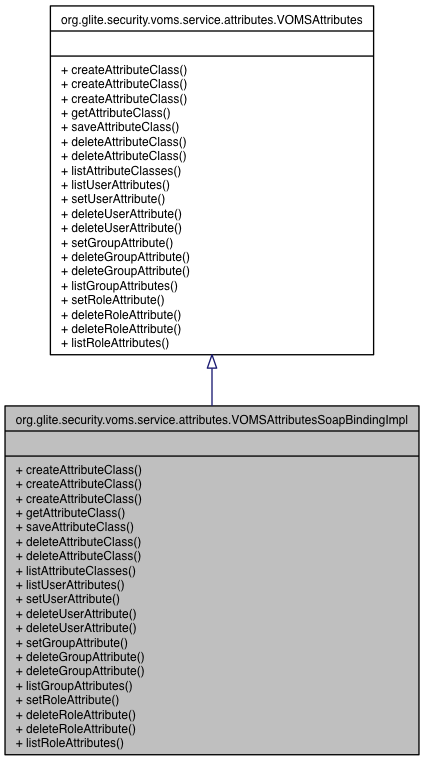 org.glite.security.voms.service.attributes.VOMSAttributes
+ createAttributeClass()
+ createAttributeClass()
+ createAttributeClass()
+ getAttributeClass()
+ saveAttributeClass()
+ deleteAttributeClass()
+ deleteAttributeClass()
+ listAttributeClasses()
+ listUserAttributes()
+ setUserAttribute()
+ deleteUserAttribute()
+ deleteUserAttribute()
+ setGroupAttribute()
+ deleteGroupAttribute()
+ deleteGroupAttribute()
+ listGroupAttributes()
+ setRoleAttribute()
+ deleteRoleAttribute()
+ deleteRoleAttribute()
+ listRoleAttributes()
org.glite.security.voms.service.attributes.VOMSAttributesSoapBindingImpl
+ createAttributeClass()
+ createAttributeClass()
+ createAttributeClass()
+ getAttributeClass()
+ saveAttributeClass()
+ deleteAttributeClass()
+ deleteAttributeClass()
+ listAttributeClasses()
+ listUserAttributes()
+ setUserAttribute()
+ deleteUserAttribute()
+ deleteUserAttribute()
+ setGroupAttribute()
+ deleteGroupAttribute()
+ deleteGroupAttribute()
+ listGroupAttributes()
+ setRoleAttribute()
+ deleteRoleAttribute()
+ deleteRoleAttribute()
+ listRoleAttributes()